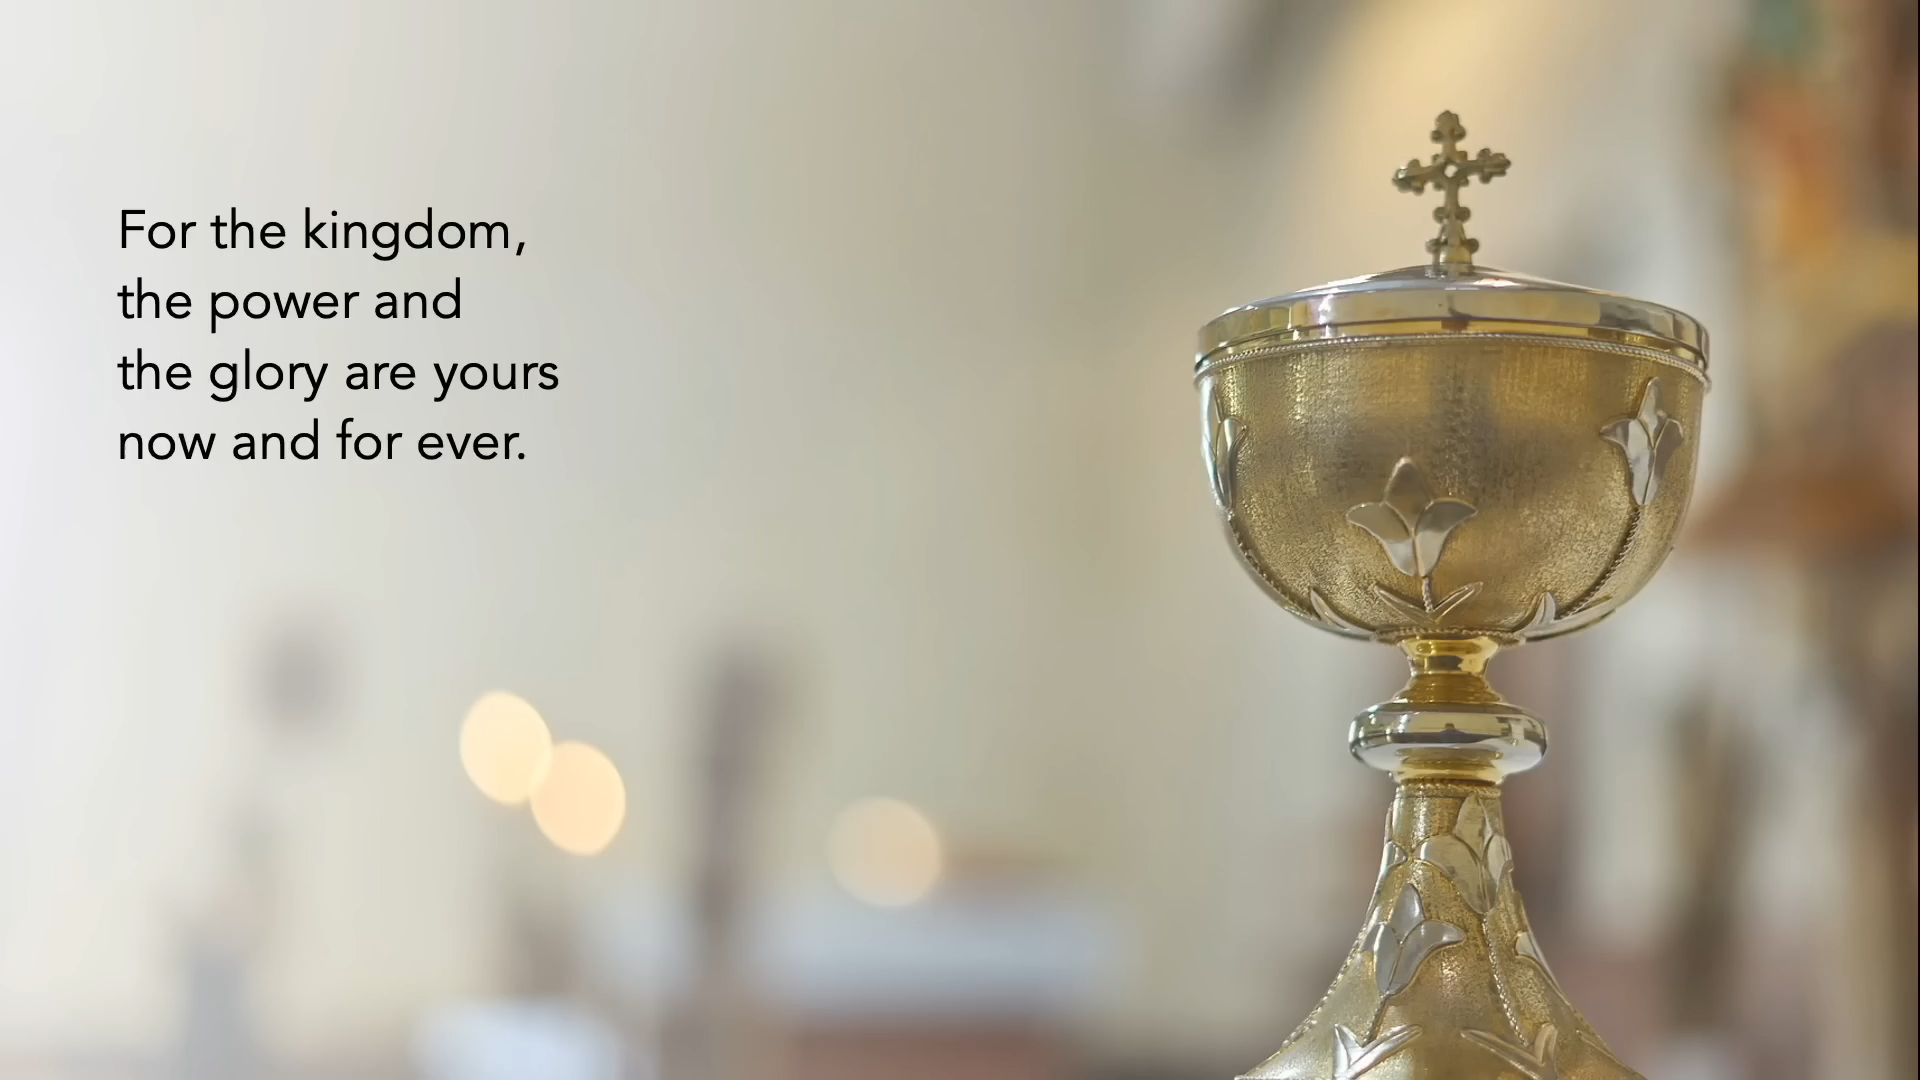 For the kingdom,
the power and
the glory are yours
now and for ever.